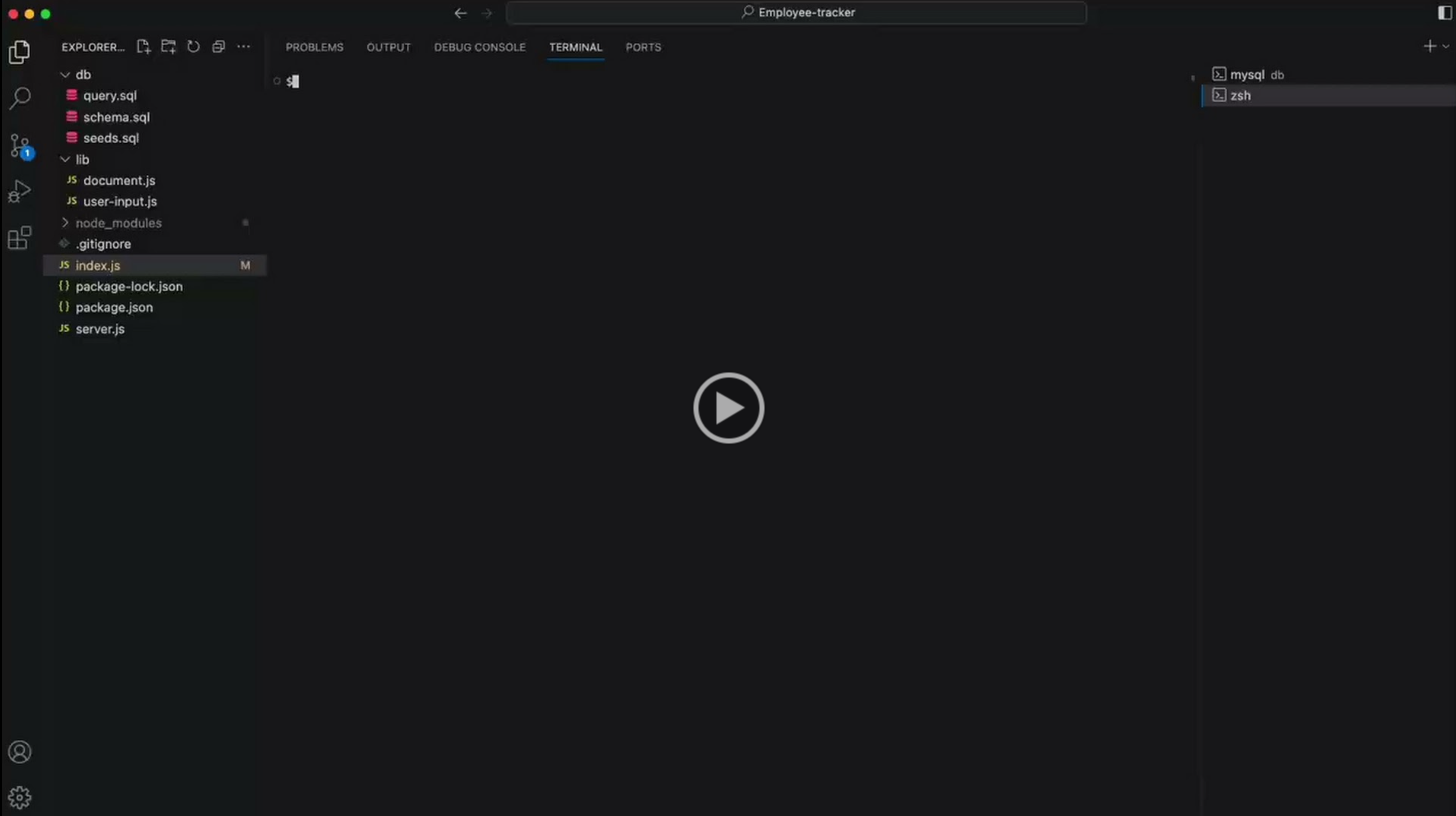 Employee-tracker
EXPLORER...
PROBLEMS OUTPUT DEBUG CONSOLE TERMINAL PORTS
db
query.sql
schema.sql
seeds.sql
lib
JS document.js
JS user-input.js
node_modules
.gitignore
JS index.js M
{} package-lock.json
{} package.json
JS server.js
1
$
mysql db
zsh